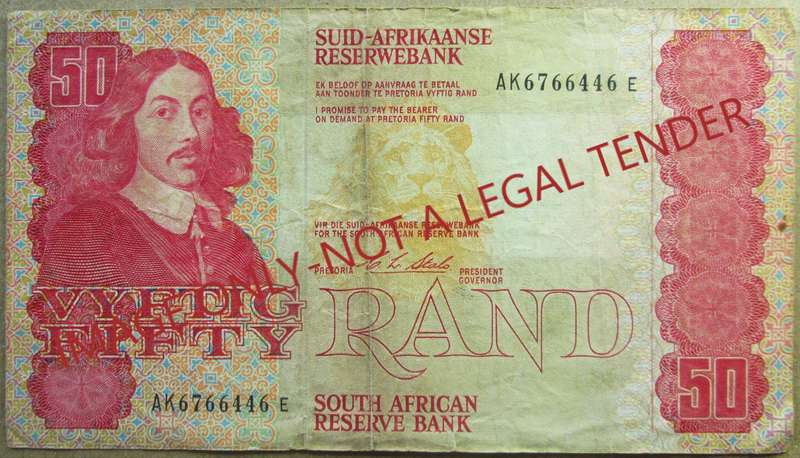 50
SUID-AFRIKAANSE
RESERWEBANK
EK BELOOF OP AANVRAAG TE BETAAL
AAN TOONDER TE PRETORIA VYFTIG RAND
I PROMISE TO PAY THE BEARER
ON DEMAND AT PRETORIA FIFTY RAND
AK6766446 E
VIR DIE SUID-AFRIKAANSE RESERWEBANK
FOR THE SOUTH AFRICAN RESERVE BANK
PRETORIA
PRESIDENT
GOVERNOR
VYFTIG
FIFTY
RAND
AK6766446 E
SOUTH AFRICAN
RESERVE BANK
50
ONLY-NOT A LEGAL TENDER